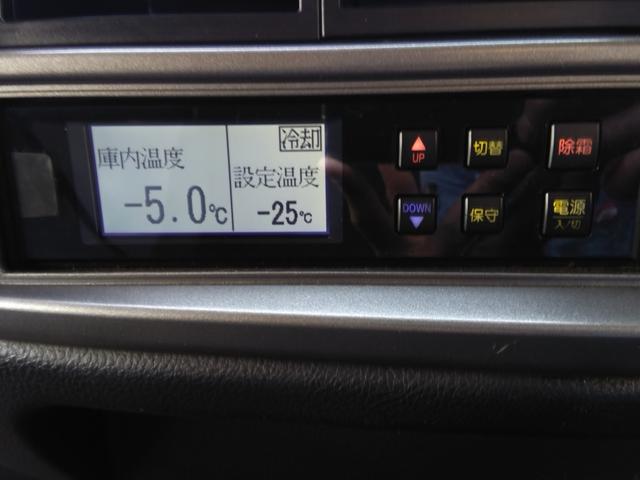 冷却
庫内温度
設定温度
-5.0℃
-25℃
UP
切替
除霜
DOWN
保守
電源
入/切